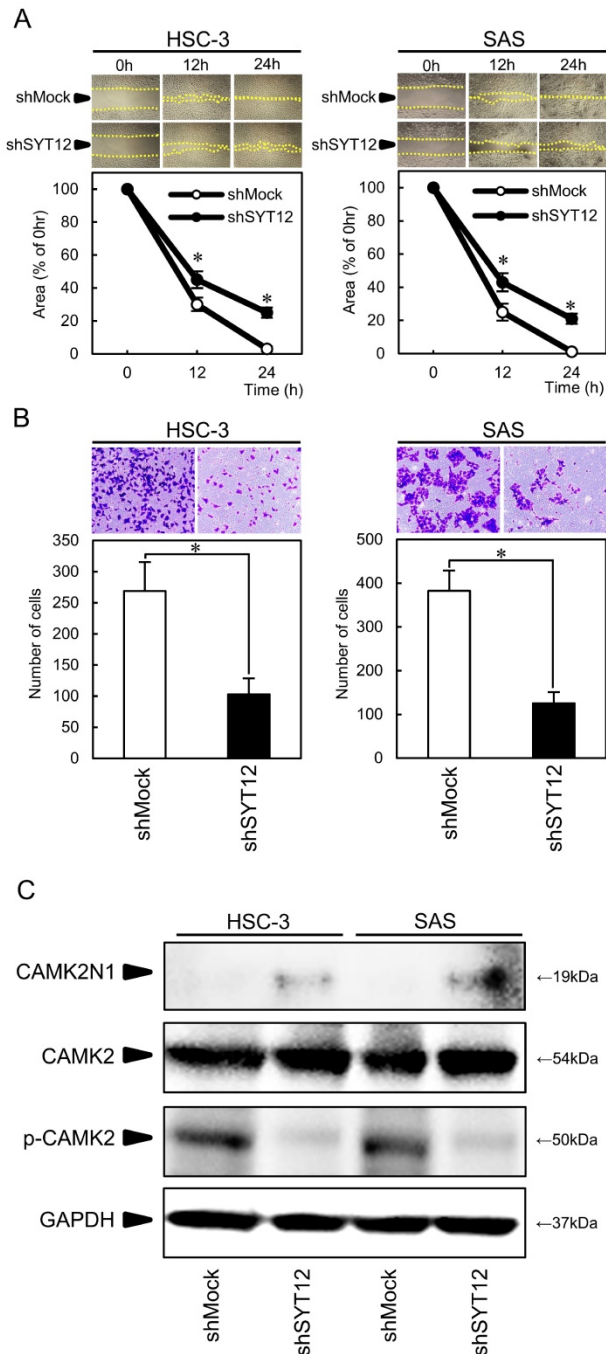 A
HSC-3 SAS
0h 12h 24h 0h 12h 24h
shMock shMock
shSYT12 shSYT12
100 shMock 100 shMock
shSYT12 shSYT12
80 80
60 60
* *
40 40
* *
20 20
0 0
Area (% of 0hr) Area (% of 0hr)
0 12 24 0 12 24
Time (h) Time (h)
B
HSC-3 SAS
350 500
300 * 400 *
250 300
200 200
150 100
100 0
50
0
Number of cells Number of cells
shMock shSYT12 shMock shSYT12
C
HSC-3 SAS
CAMK2N1 ←19kDa
CAMK2 ←54kDa
p-CAMK2 ←50kDa
GAPDH ←37kDa
shMock shSYT12 shMock shSYT12